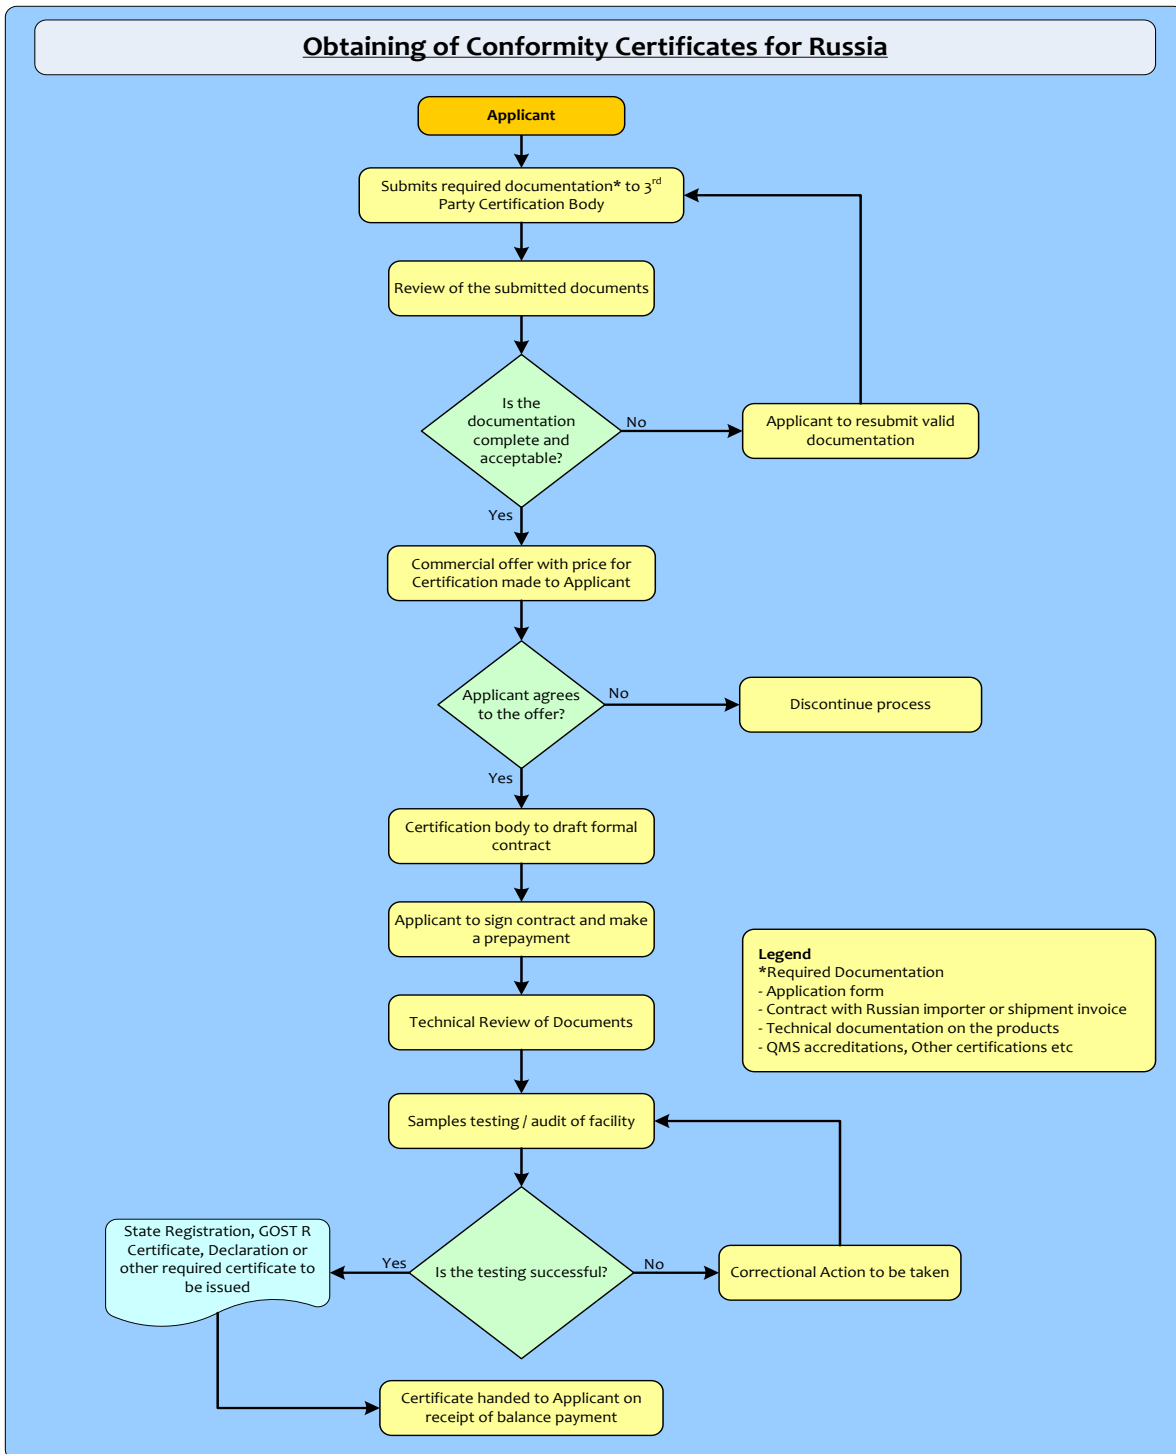 Obtaining of Conformity Certificates for Russia
Applicant
Submits required documentation* to 3rd
Party Certification Body
Review of the submitted documents
Is the
documentation
complete and
acceptable?
No
Applicant to resubmit valid
documentation
Yes
Commercial offer with price for
Certification made to Applicant
Applicant agrees
to the offer?
No
Discontinue process
Yes
Certification body to draft formal
contract
Applicant to sign contract and make
a prepayment
Technical Review of Documents
Legend
*Required Documentation
- Application form
- Contract with Russian importer or shipment invoice
- Technical documentation on the products
- QMS accreditations, Other certifications etc
Samples testing / audit of facility
Is the testing successful?
Yes
State Registration, GOST R
Certificate, Declaration or
other required certificate to
be issued
No
Correctional Action to be taken
Certificate handed to Applicant on
receipt of balance payment